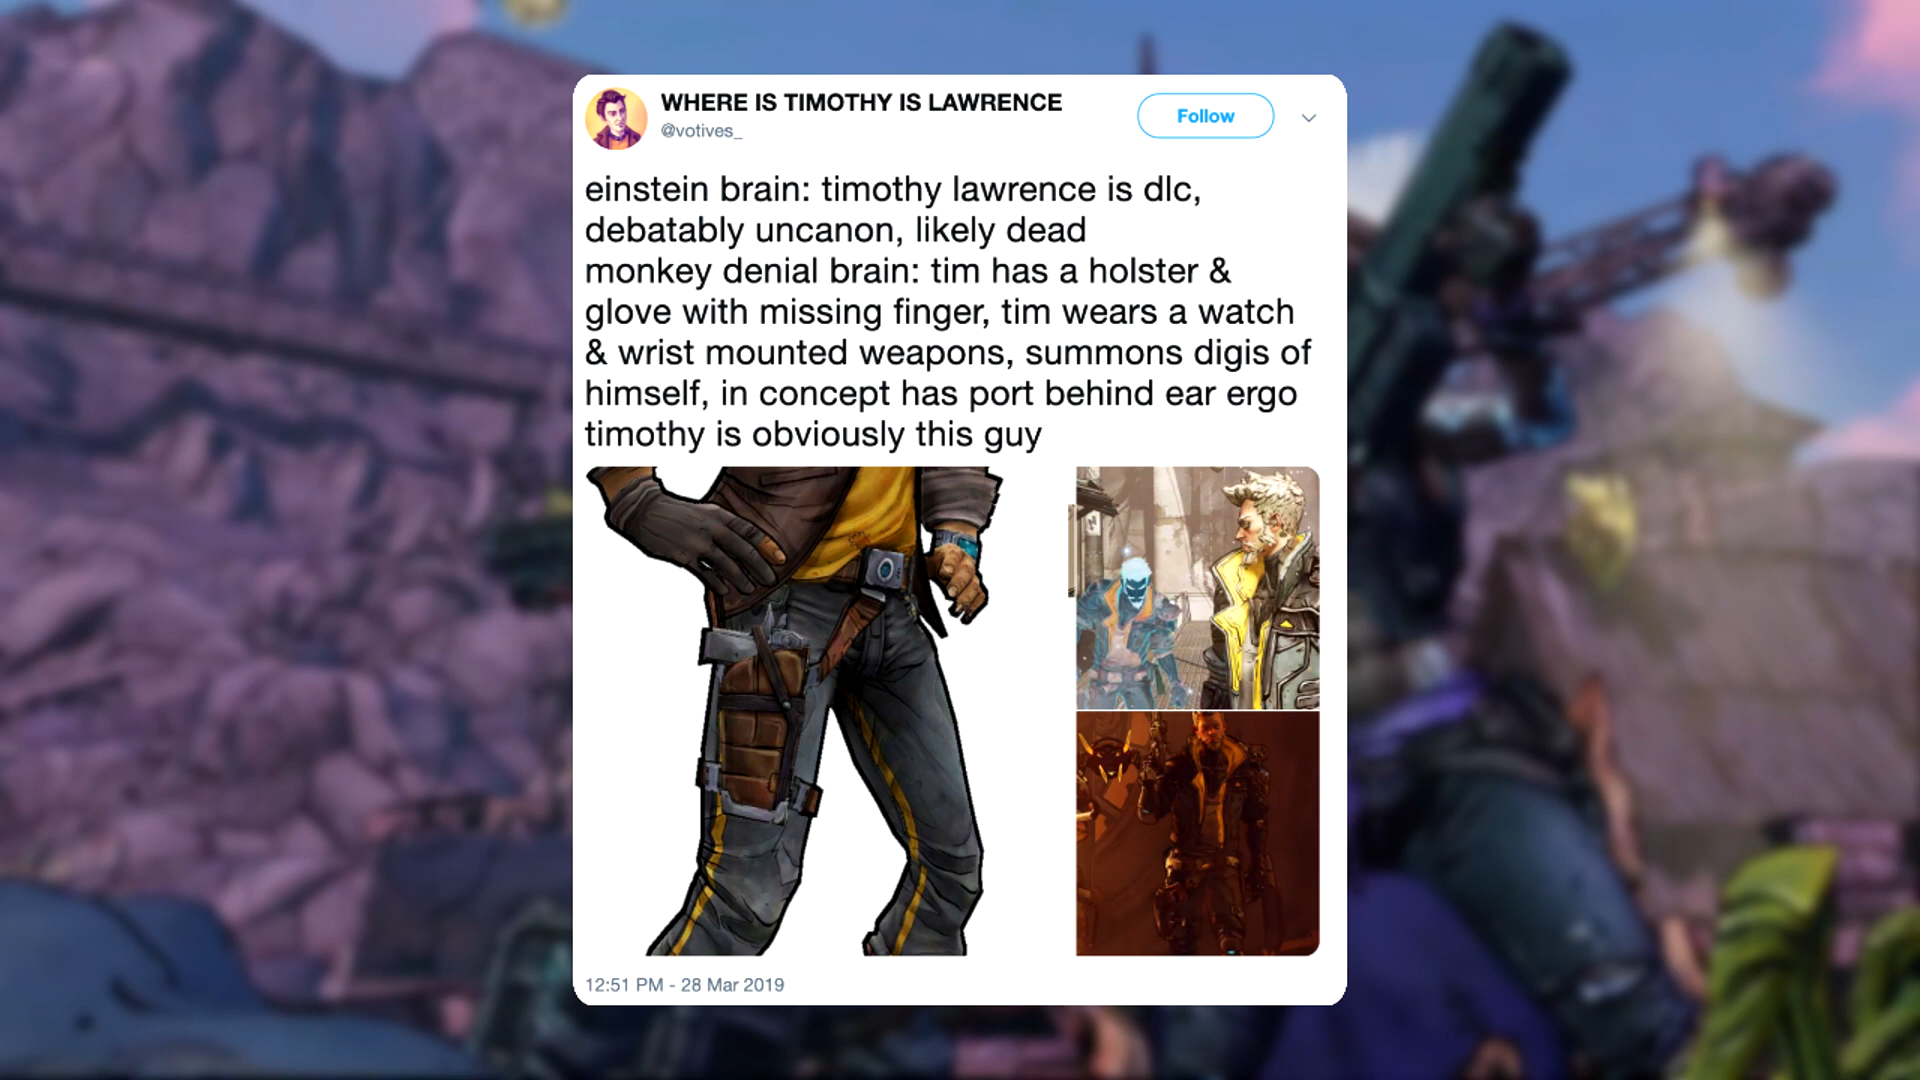 WHERE IS TIMOTHY IS LAWRENCE
@votives_
Follow
einstein brain: timothy lawrence is dlc,
debatably uncanon, likely dead
monkey denial brain: tim has a holster &
glove with missing finger, tim wears a watch
& wrist mounted weapons, summons digis of
himself, in concept has port behind ear ergo
timothy is obviously this guy
12:51 PM - 28 Mar 2019